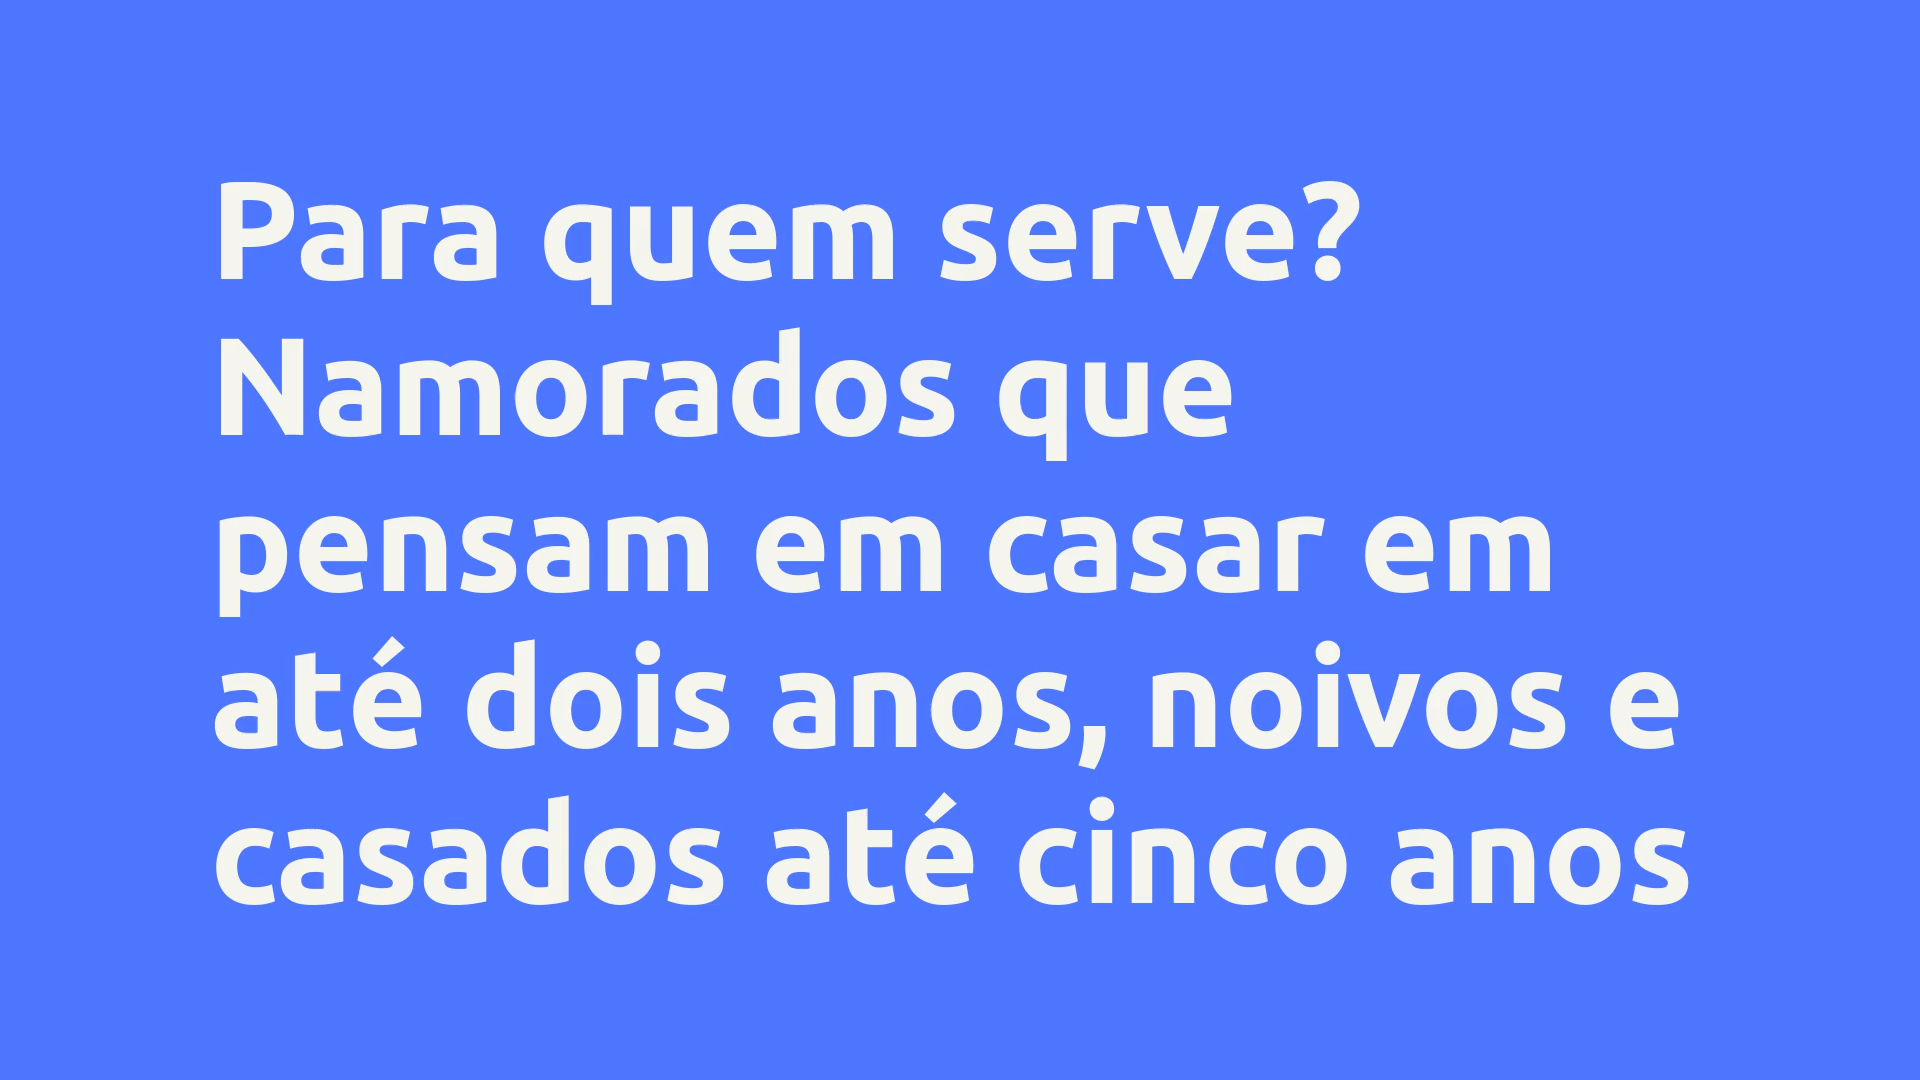 Para quem serve?
Namorados que
pensam em casar em
até dois anos, noivos e
casados até cinco anos